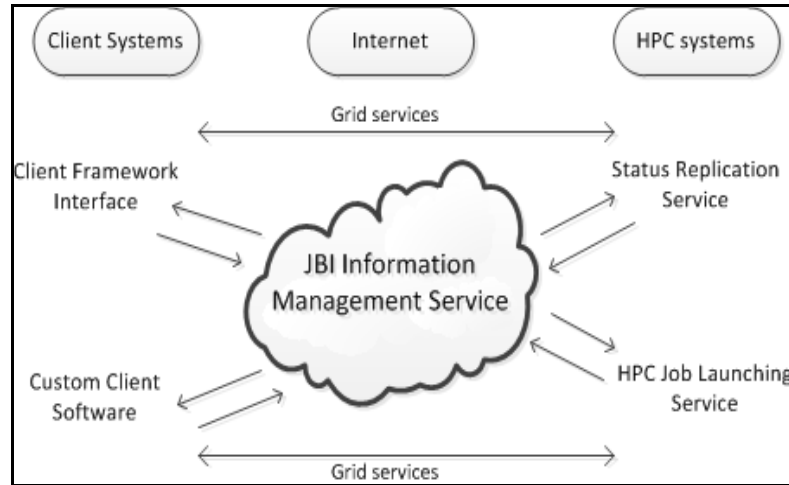 Client Systems
Internet
HPC systems
Grid services
Client Framework
Interface
Status Replication
Service
JBI Information
Management Service
Custom Client
Software
HPC Job Launching
Service
Grid services